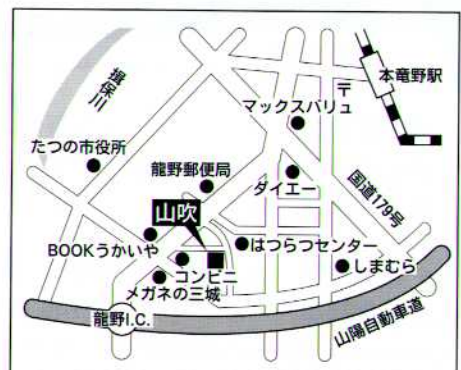 本竜野駅
〒
揖保川
マックスバリュ
たつの市役所
龍野郵便局
ダイエー
国道179号
山吹
BOOKうかいや
はつらつセンター
コンビニ
しまむら
メガネの三城
龍野I.C.
山陽自動車道